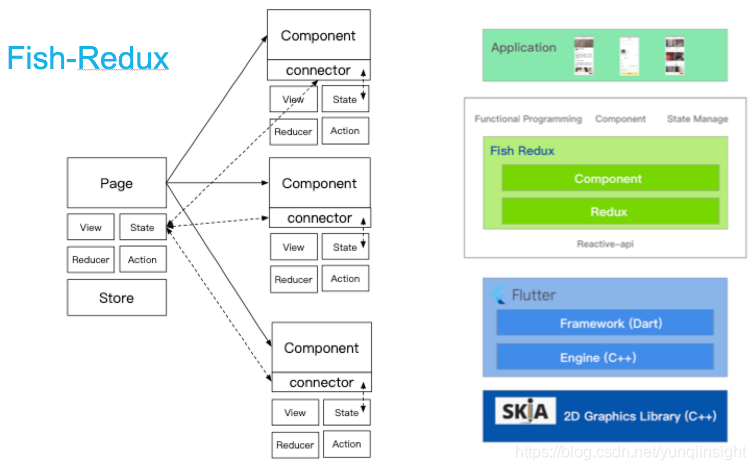 Fish-Redux
Component
connector
View
State
Reducer
Action
Page
View
State
Reducer
Action
Store
Component
connector
View
State
Reducer
Action
Component
connector
View
State
Reducer
Action
Application
Functional Programming
Component
State Manage
Fish Redux
Component
Redux
Reactive-api
Flutter
Framework (Dart)
Engine (C++)
SKiA
2D Graphics Library (C++)
https://blog.csdn.net/yunqiinsight